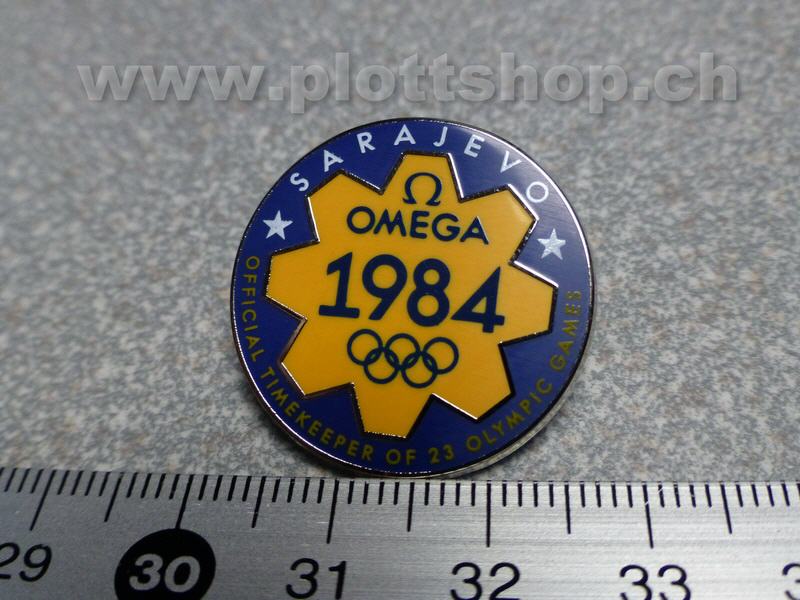 www.plottshop.ch
SARAJEVO
Ω
OMEGA
1984
OFFICIAL TIMEKEEPER OF 23 OLYMPIC GAMES
29 30 31 32 33